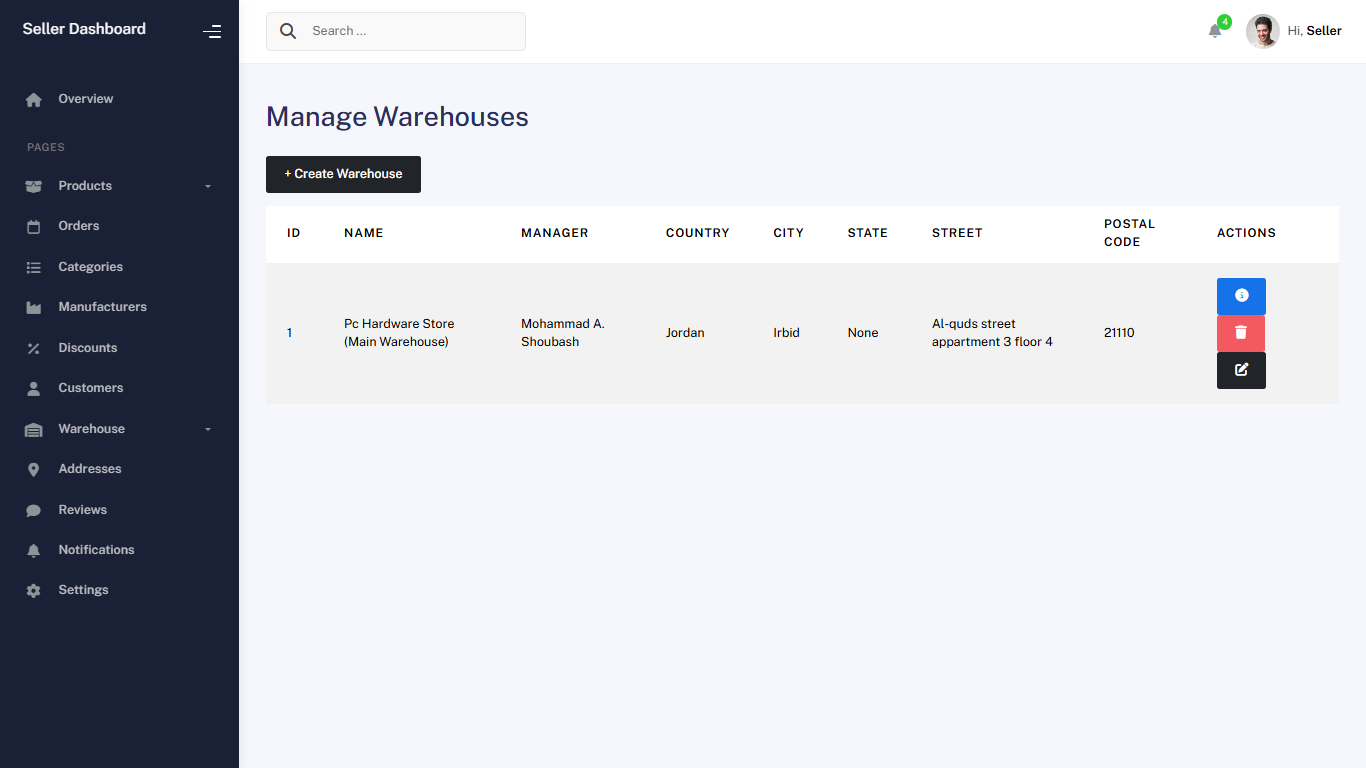 Seller Dashboard
Search ...
4
Hi, Seller
Overview
PAGES
Products
Orders
Categories
Manufacturers
Discounts
Customers
Warehouse
Addresses
Reviews
Notifications
Settings
Manage Warehouses
+ Create Warehouse
ID NAME MANAGER COUNTRY CITY STATE STREET POSTAL CODE ACTIONS
1
Pc Hardware Store
(Main Warehouse)
Mohammad A.
Shoubash
Jordan
Irbid
None
Al-quds street
appartment 3 floor 4
21110